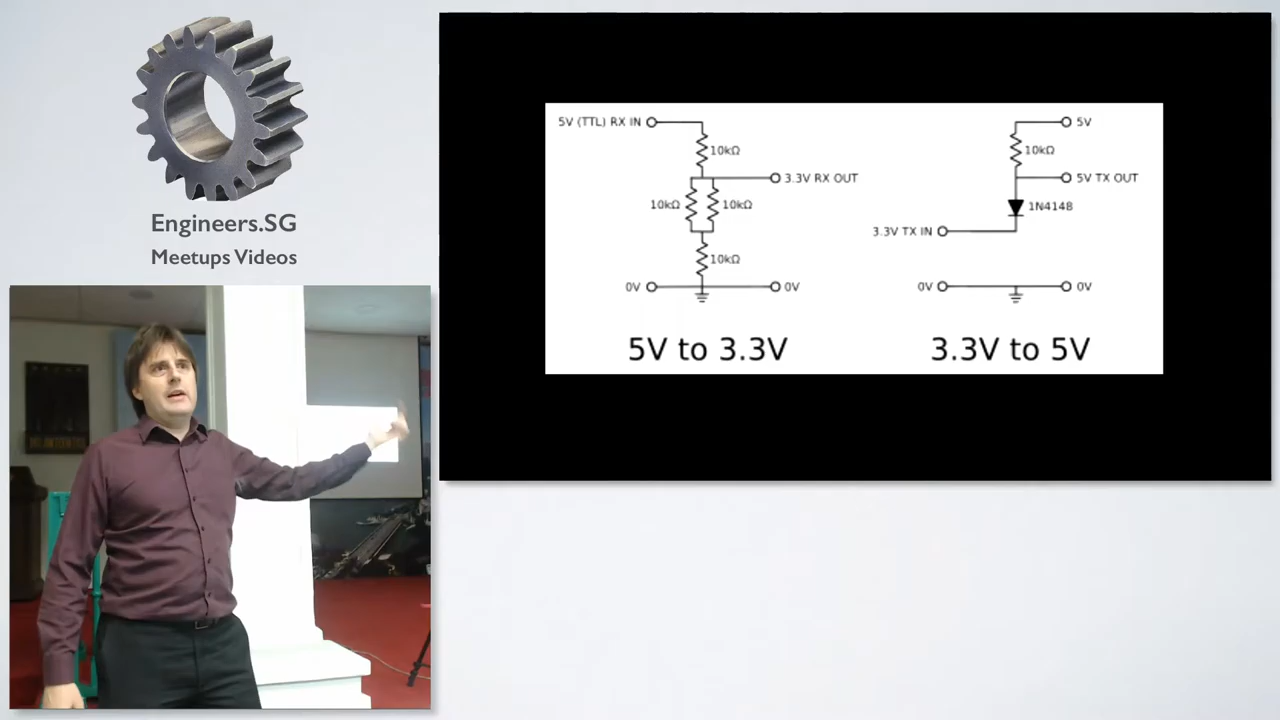 Engineers.SG
Meetups Videos
5V (TTL) RX IN
10kΩ
3.3V RX OUT
10kΩ
10kΩ
10kΩ
0V
0V
5V to 3.3V
5V
10kΩ
5V TX OUT
1N4148
3.3V TX IN
0V
0V
3.3V to 5V